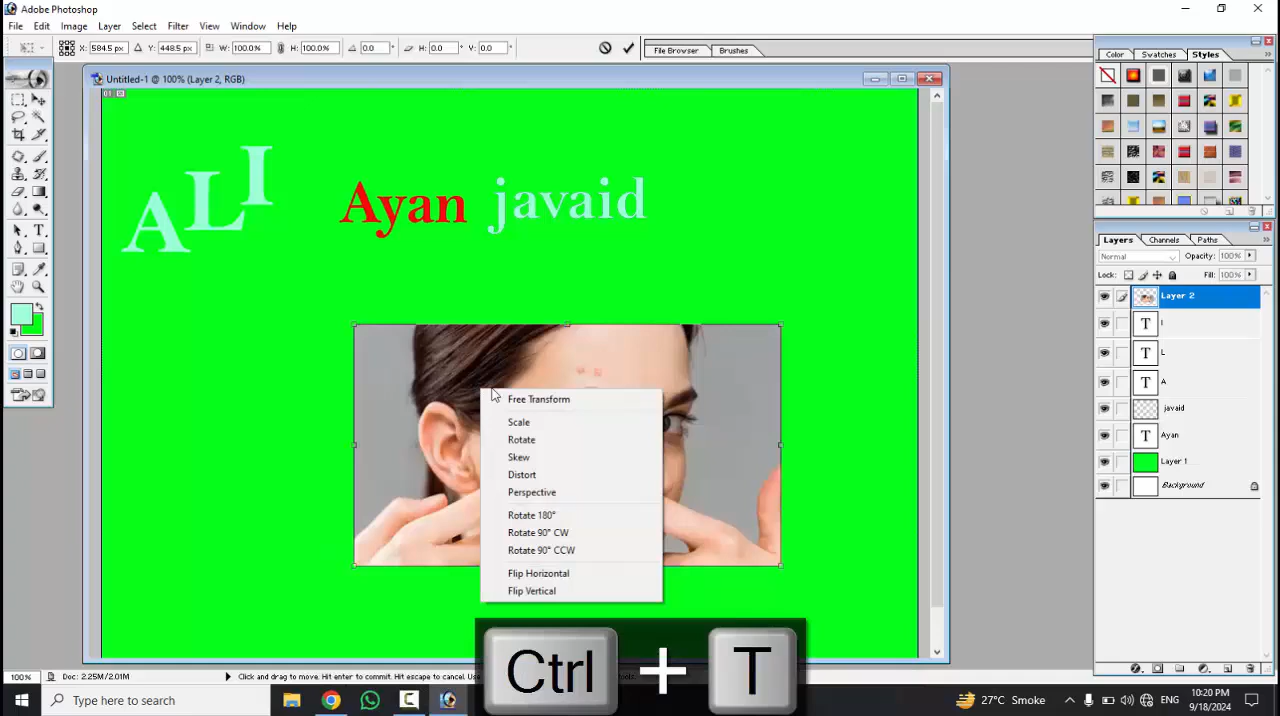 Adobe Photoshop
File Edit Image Layer Select Filter View Window Help
X: 584.5 px Y: 448.5 px W: 100.0% H: 100.0% 0.0 ° H: 0.0 ° V: 0.0 °
File Browser Brushes
Color Swatches Styles
Untitled-1 @ 100% (Layer 2, RGB)
01
ALI
Ayan javaid
Free Transform
Scale
Rotate
Skew
Distort
Perspective
Rotate 180°
Rotate 90° CW
Rotate 90° CCW
Flip Horizontal
Flip Vertical
Layers Channels Paths
Normal Opacity: 100%
Lock: Fill: 100%
Layer 2
T I
T L
T A
javaid
T Ayan
Layer 1
Background
Ctrl + T
100% Doc: 2.25M/2.01M Click and drag to move. Hit enter to commit. Hit escape to cancel. Use
Type here to search
27°C Smoke
ENG
10:20 PM
9/18/2024